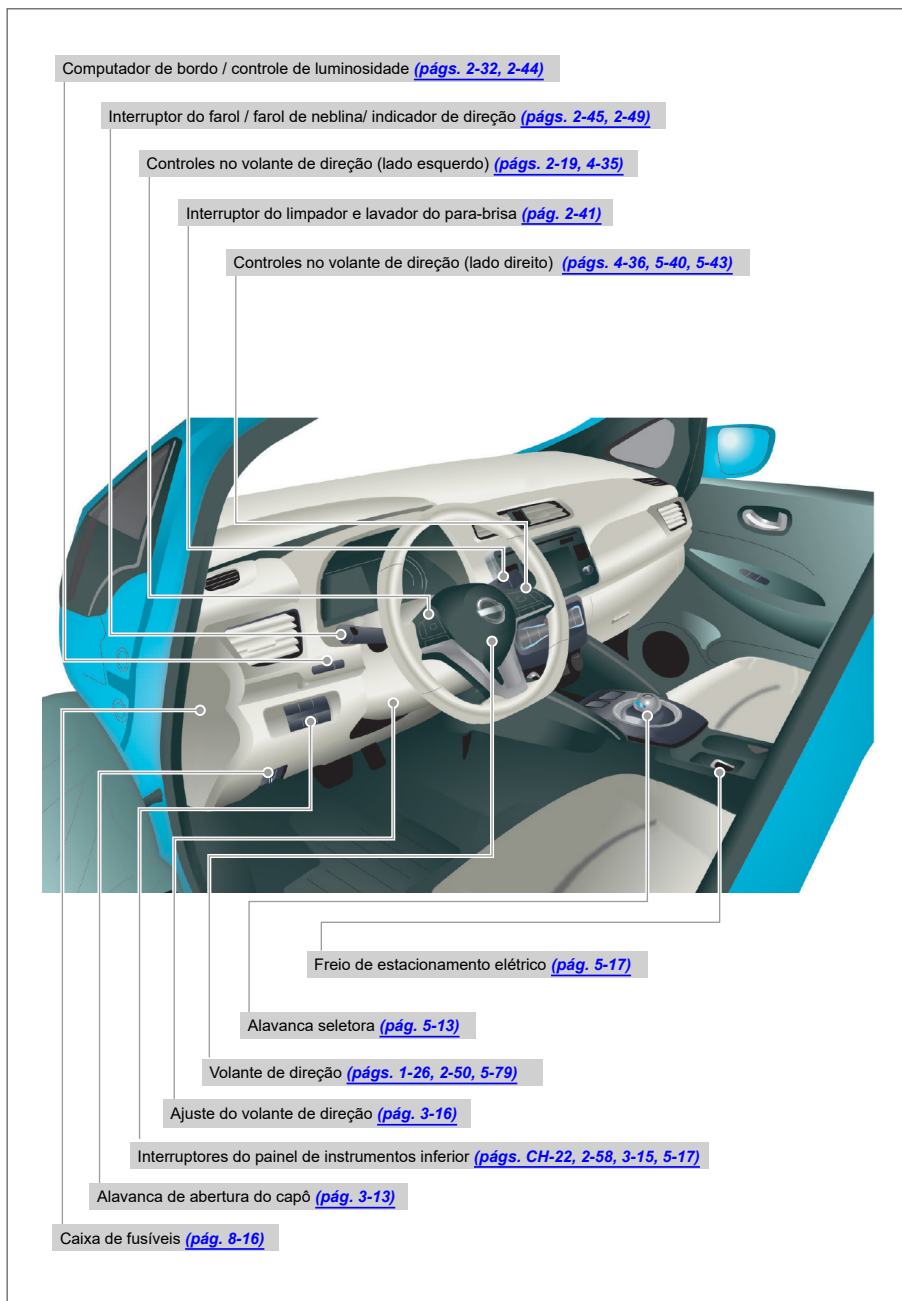 Computador de bordo / controle de luminosidade (págs. 2-32, 2-44)
Interruptor do farol / farol de neblina/ indicador de direção (págs. 2-45, 2-49)
Controles no volante de direção (lado esquerdo) (págs. 2-19, 4-35)
Interruptor do limpador e lavador do para-brisa (pág. 2-41)
Controles no volante de direção (lado direito) (págs. 4-36, 5-40, 5-43)
Freio de estacionamento elétrico (pág. 5-17)
Alavanca seletora (pág. 5-13)
Volante de direção (págs. 1-26, 2-50, 5-79)
Ajuste do volante de direção (pág. 3-16)
Interruptores do painel de instrumentos inferior (págs. CH-22, 2-58, 3-15, 5-17)
Alavanca de abertura do capô (pág. 3-13)
Caixa de fusíveis (pág. 8-16)